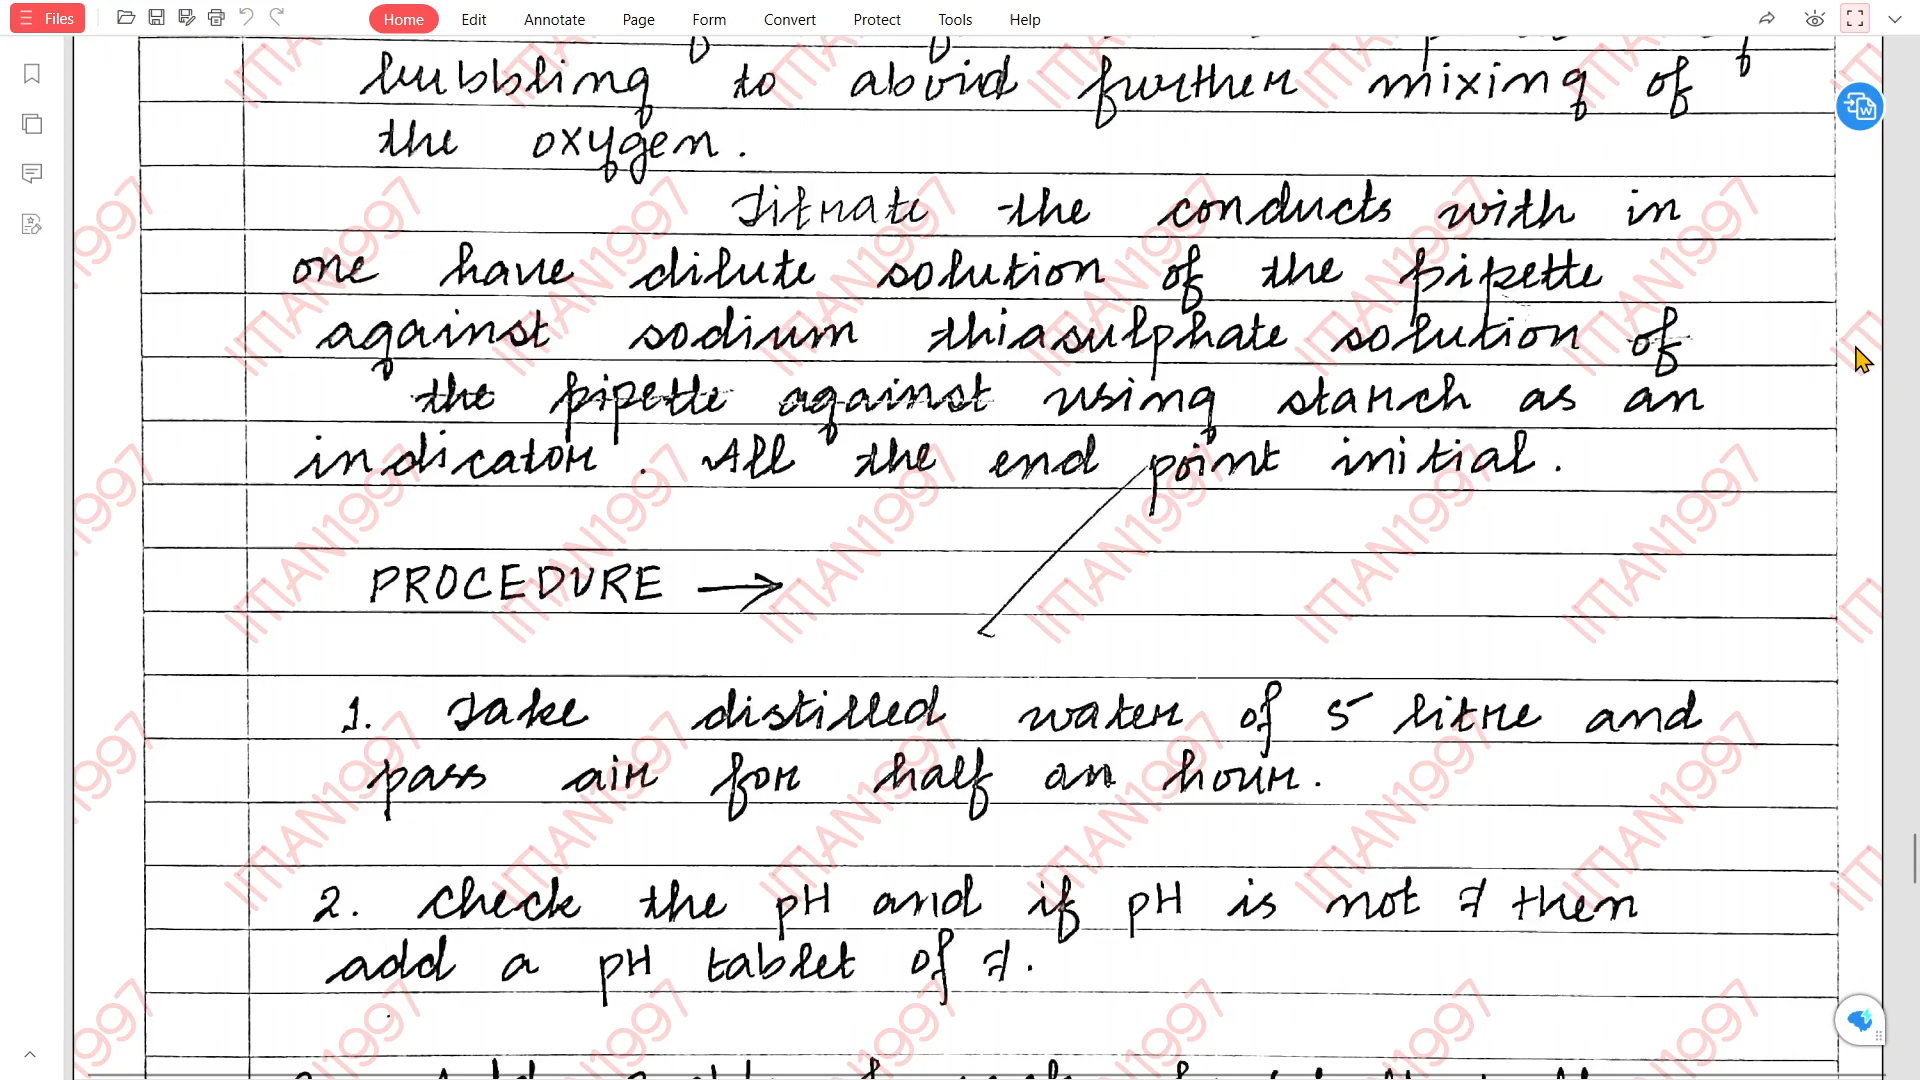 Files Home Edit Annotate Page Form Convert Protect Tools Help
bubbling to aboid further mixing of
the oxygen.
Titrate the conducts with in
one have dilute solution of the pipette
against sodium thiasulphate solution of
the pipette against using starch as an
indicator. All the end point initial.
PROCEDURE →
1. Take distilled water of 5 litre and
pass air for half an hour.
2. Check the pH and if pH is not 7 then
add a pH tablet of 7.
IMAN1997